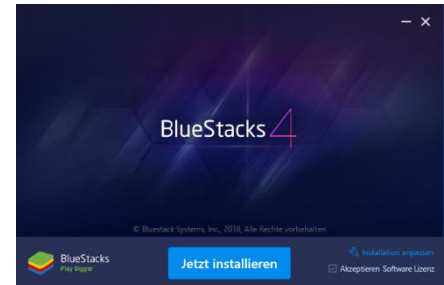 BlueStacks 4
© Bluestack Systems, Inc., 2018, Alle Rechte vorbehalten
BlueStacks
Play Bigger
Jetzt installieren
Installation anpassen
Akzeptieren Software Lizenz